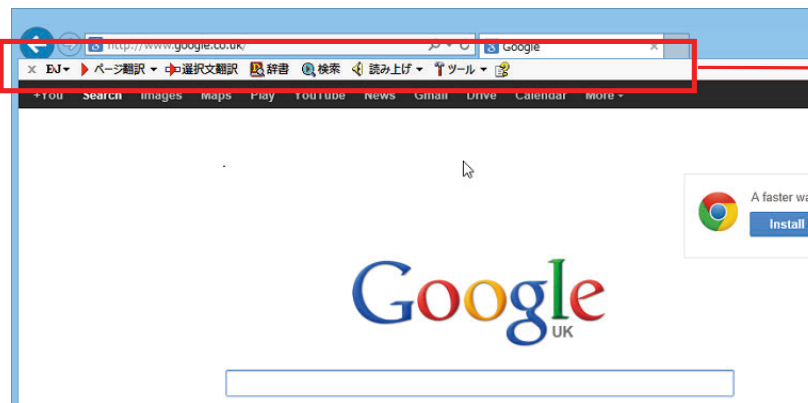 http://www.google.co.uk/
Google
× EJ ページ翻訳 選択文翻訳 辞書 検索 読み上げ ツール
+You Search Images Maps Play YouTube News Gmail Drive Calendar More
A faster wa
Install
Google
UK